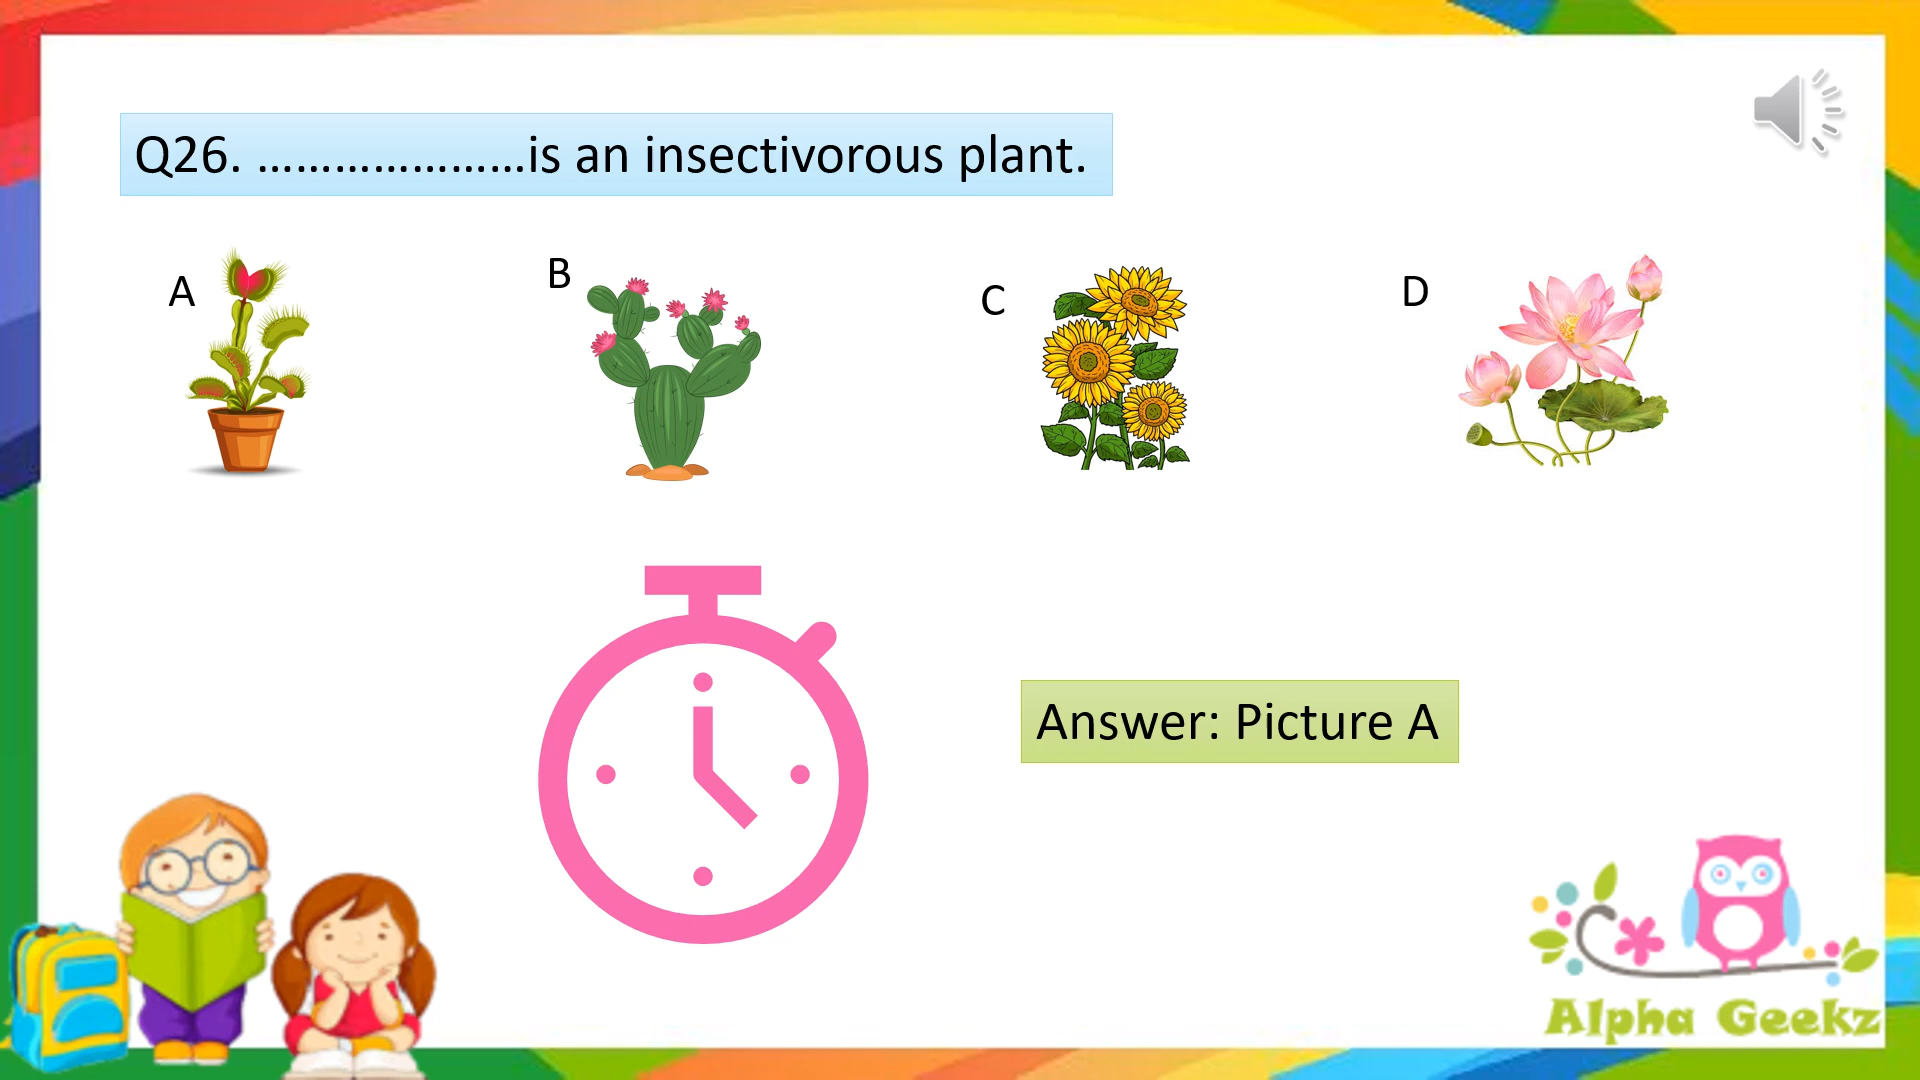 Q26. .....................is an insectivorous plant.
A
B
C
D
Answer: Picture A
Alpha Geekz